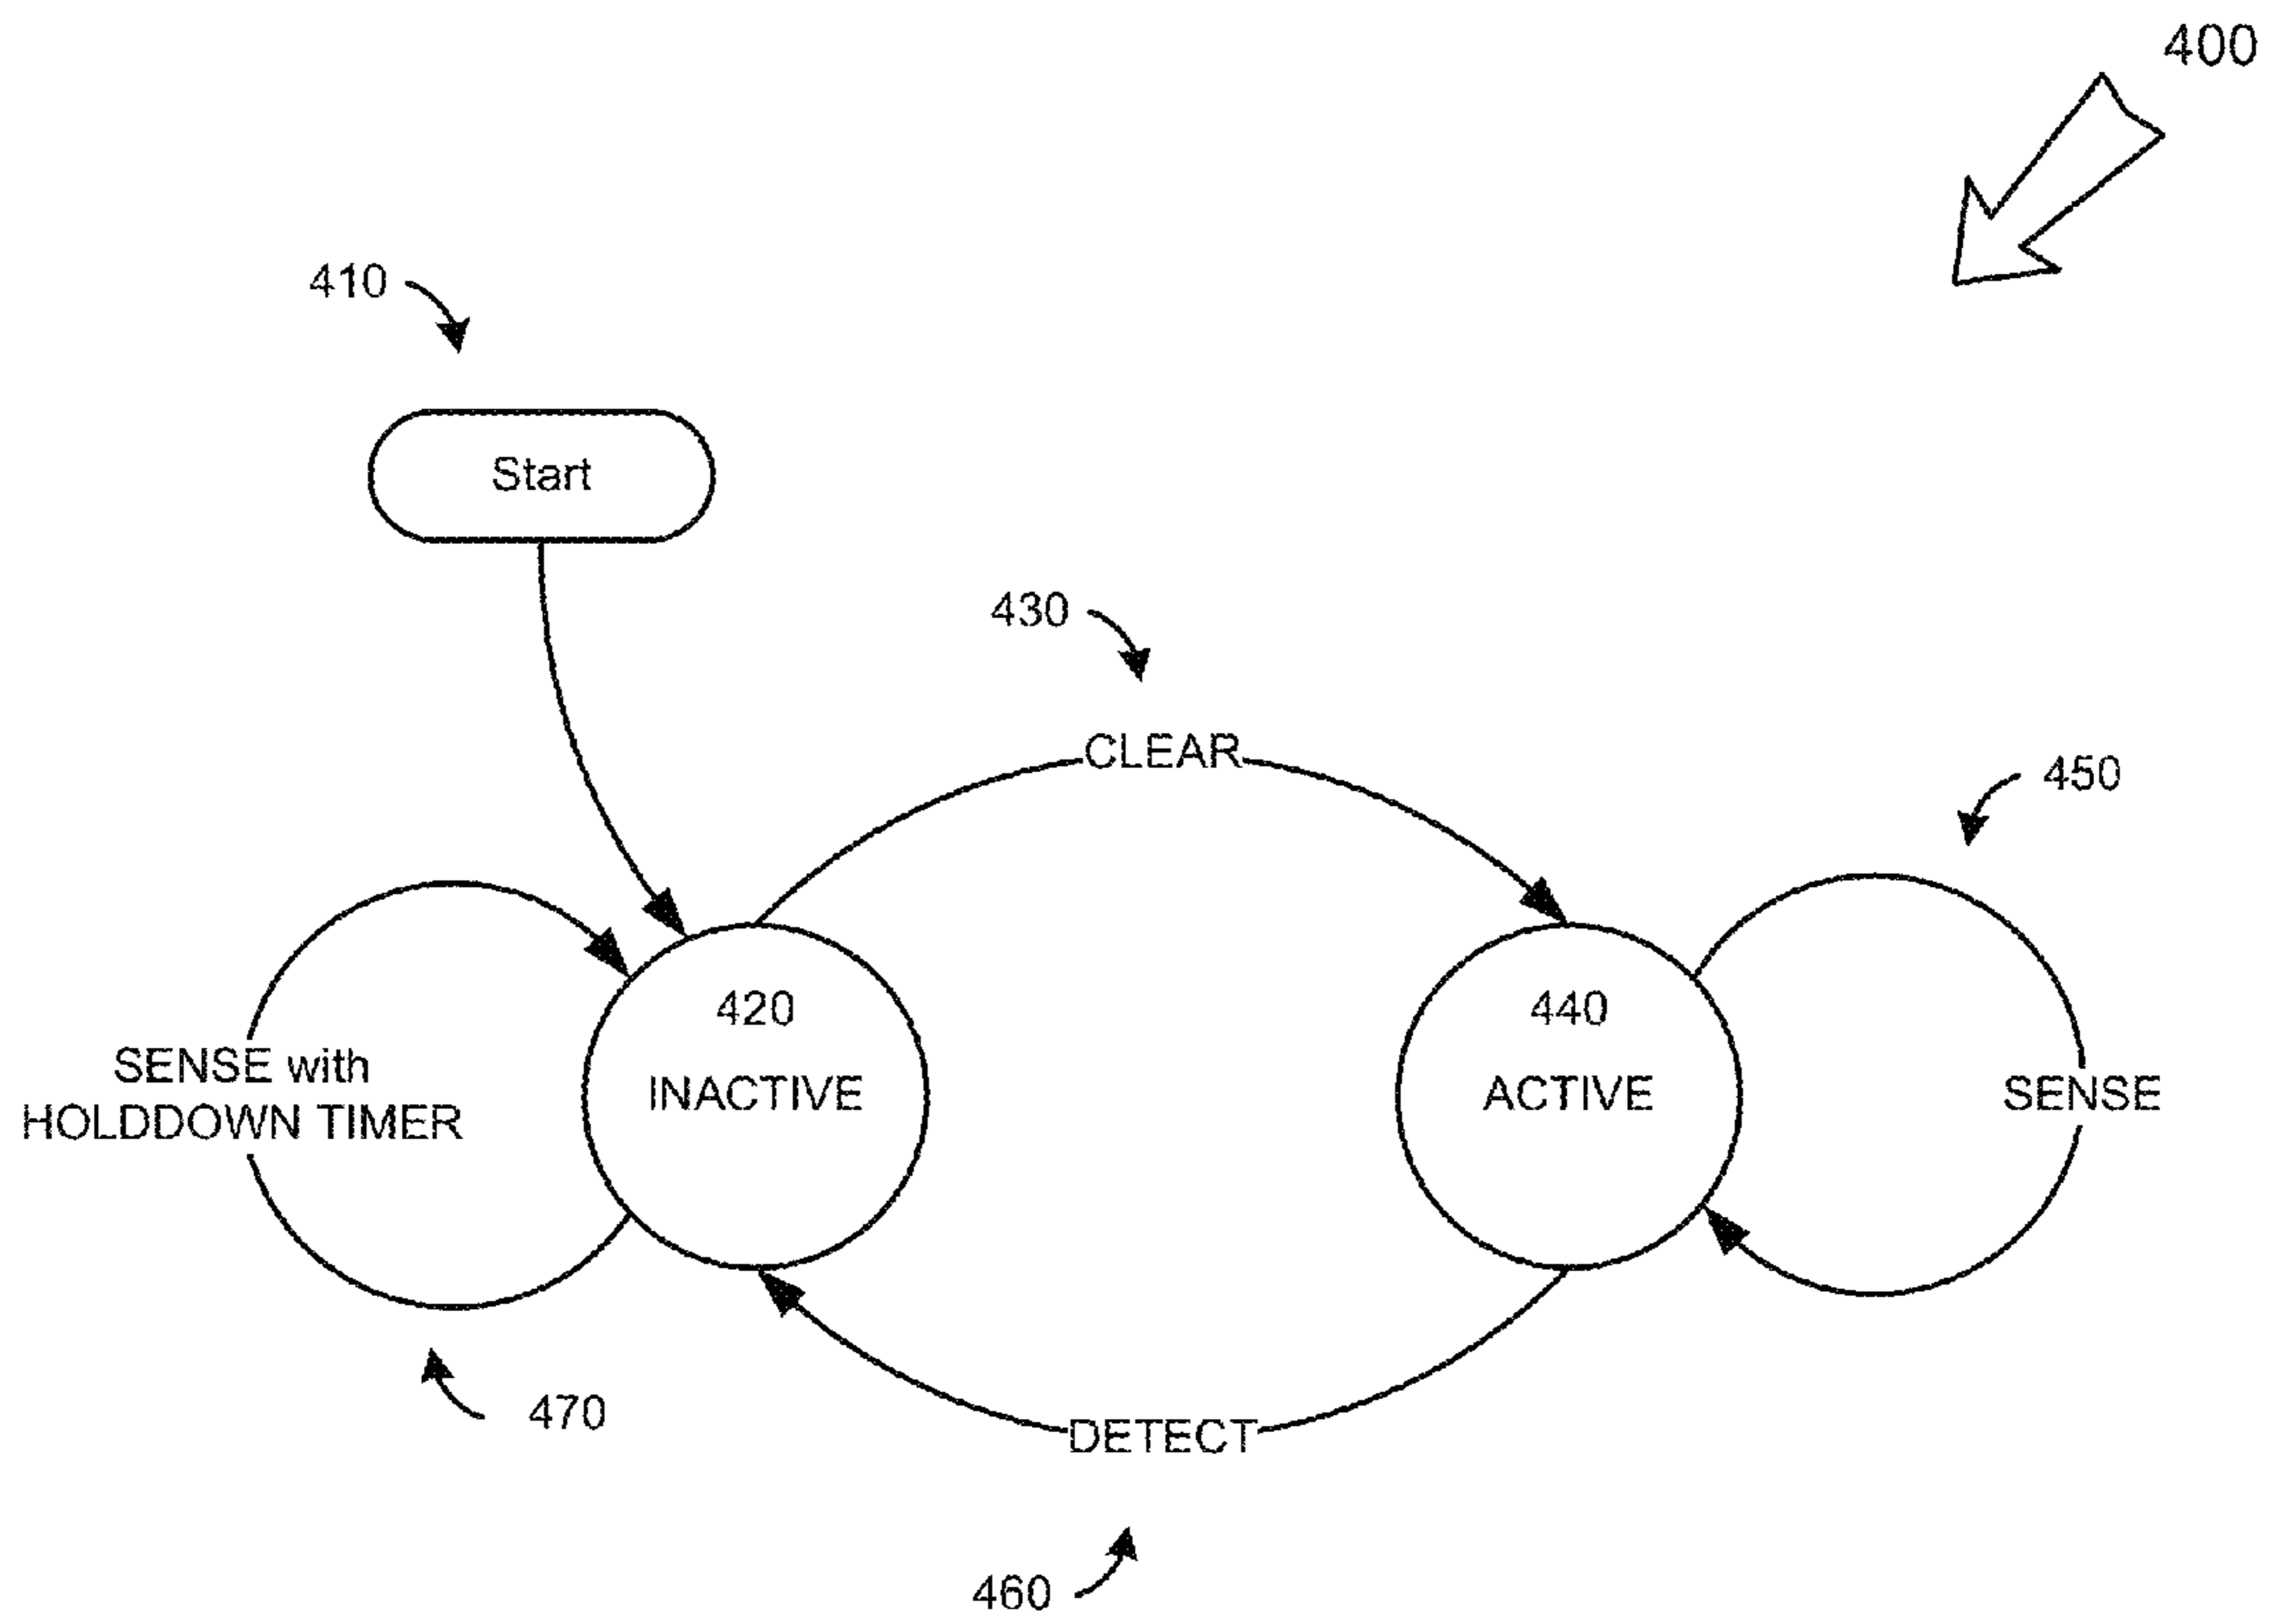 400
410
Start
430
CLEAR
450
420
INACTIVE
440
ACTIVE
SENSE with
HOLDDOWN TIMER
SENSE
470
DETECT
460